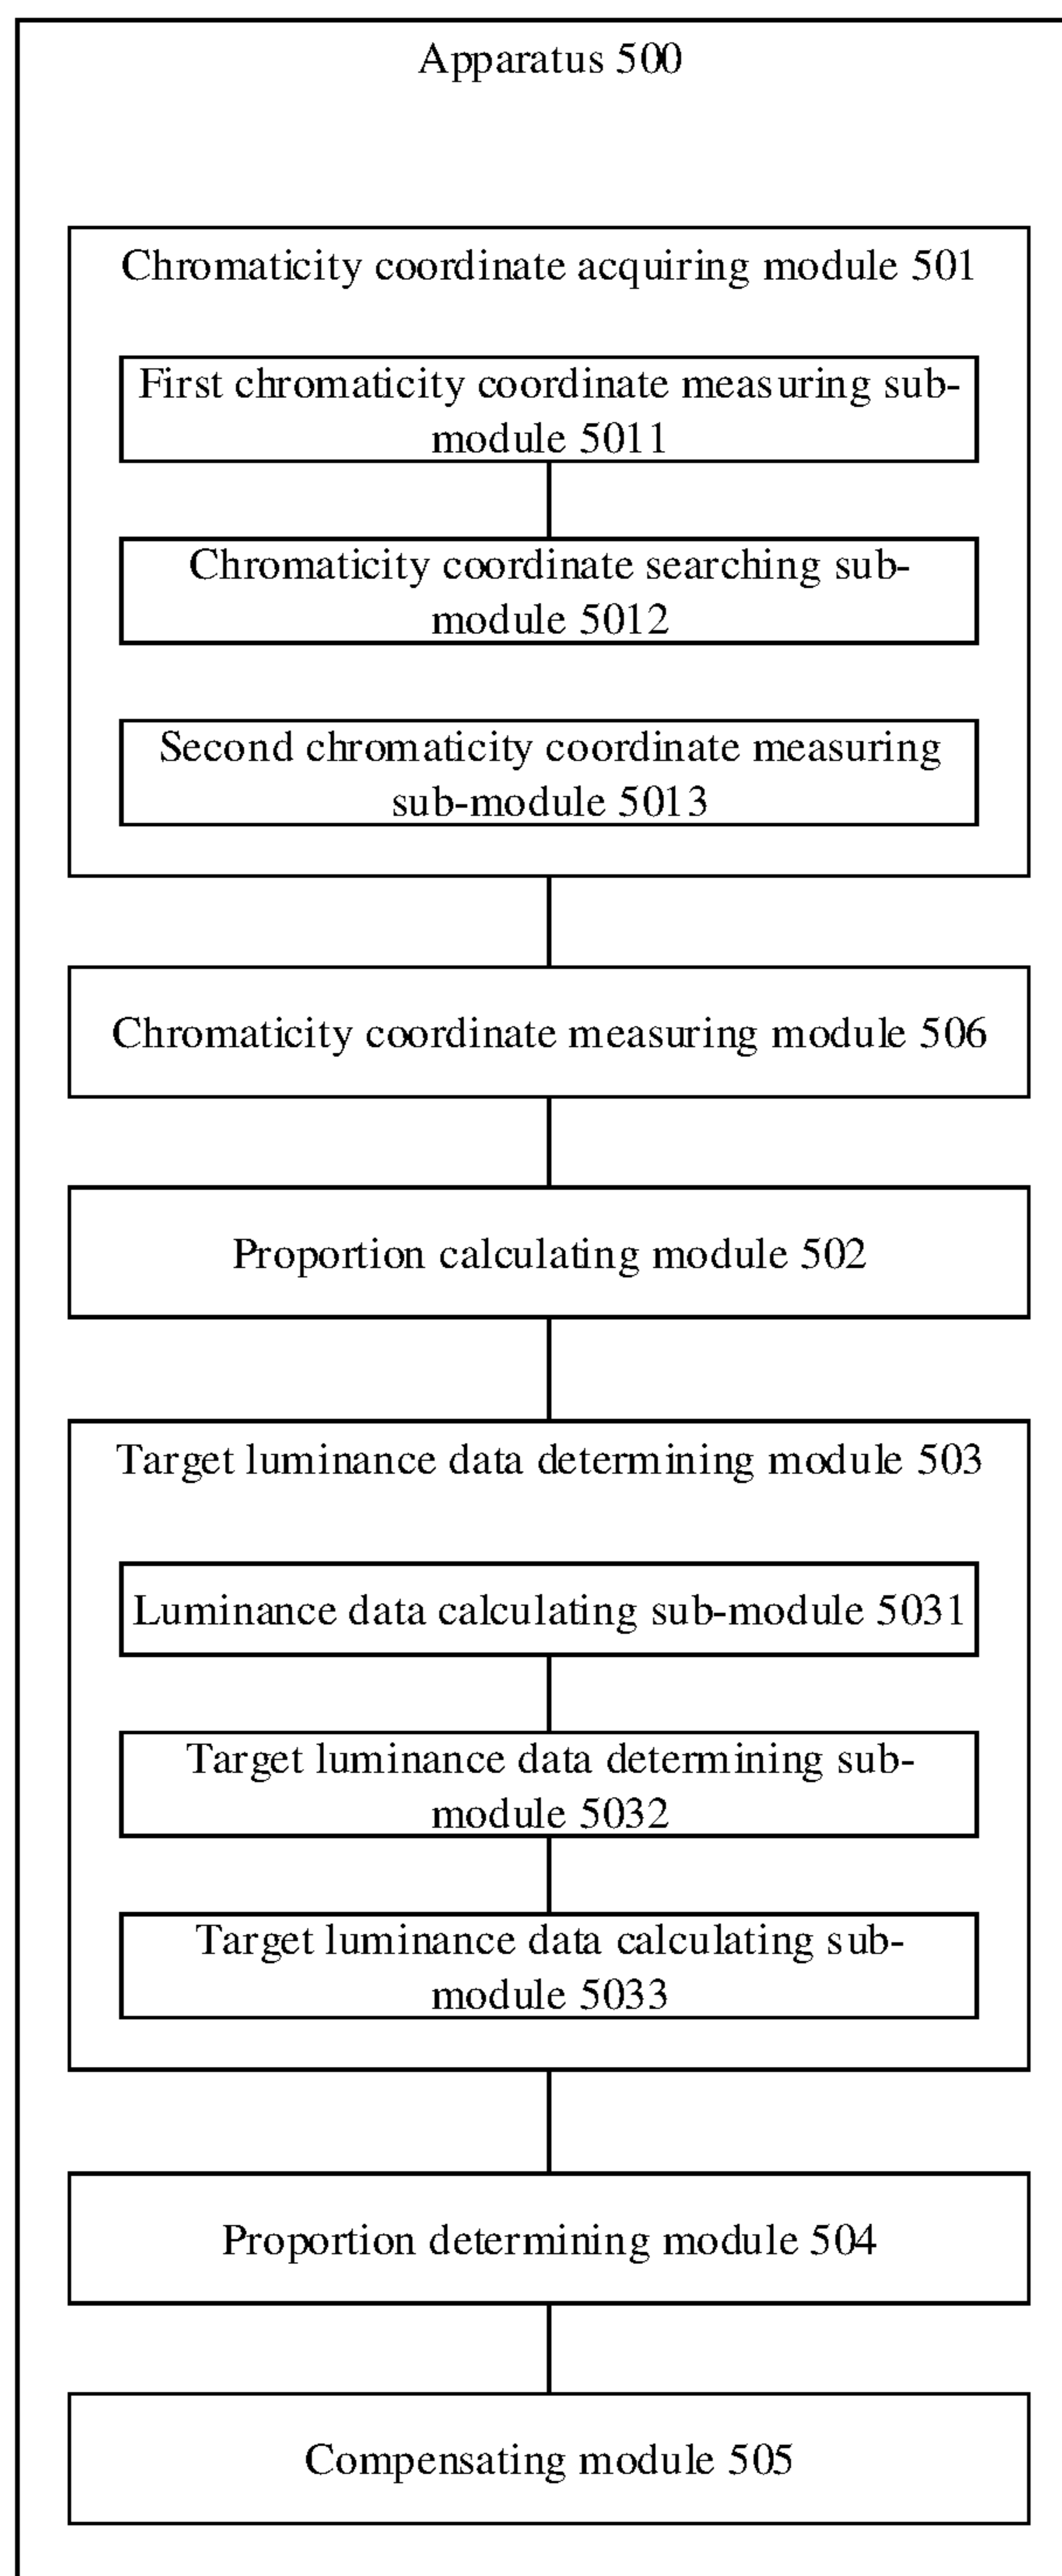 Apparatus 500
Chromaticity coordinate acquiring module 501
First chromaticity coordinate measuring sub-
module 5011
Chromaticity coordinate searching sub-
module 5012
Second chromaticity coordinate measuring
sub-module 5013
Chromaticity coordinate measuring module 506
Proportion calculating module 502
Target luminance data determining module 503
Luminance data calculating sub-module 5031
Target luminance data determining sub-
module 5032
Target luminance data calculating sub-
module 5033
Proportion determining module 504
Compensating module 505